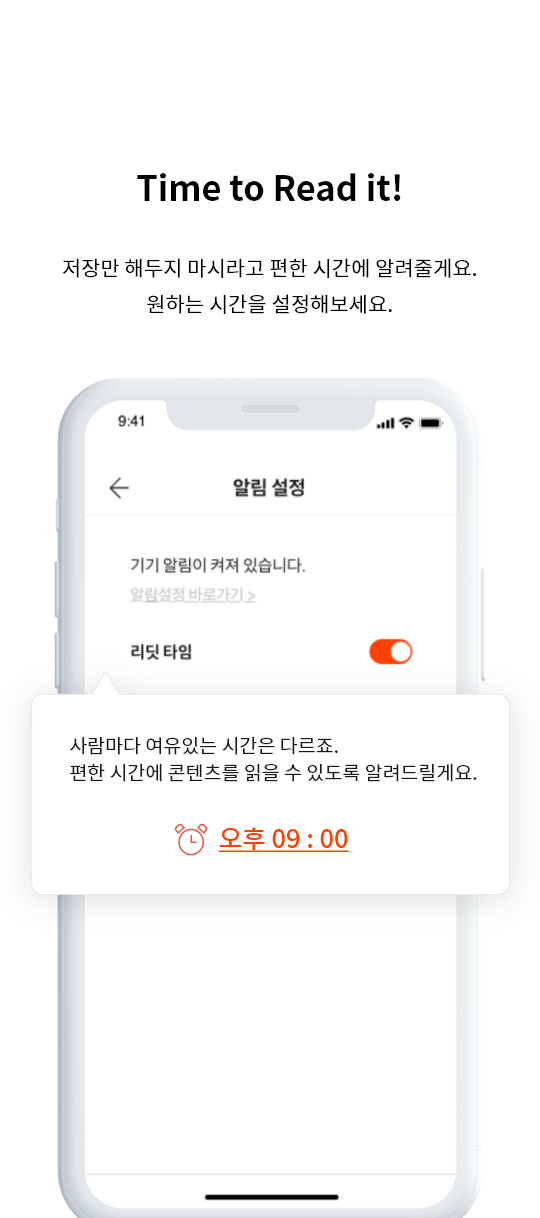 Time to Read it!
저장만 해두지 마시라고 편한 시간에 알려줄게요.
원하는 시간을 설정해보세요.
9:41
알림 설정
기기 알림이 켜져 있습니다.
알림설정 바로가기 >
리딧 타임
사람마다 여유있는 시간은 다르죠.
편한 시간에 콘텐츠를 읽을 수 있도록 알려드릴게요.
오후 09 : 00